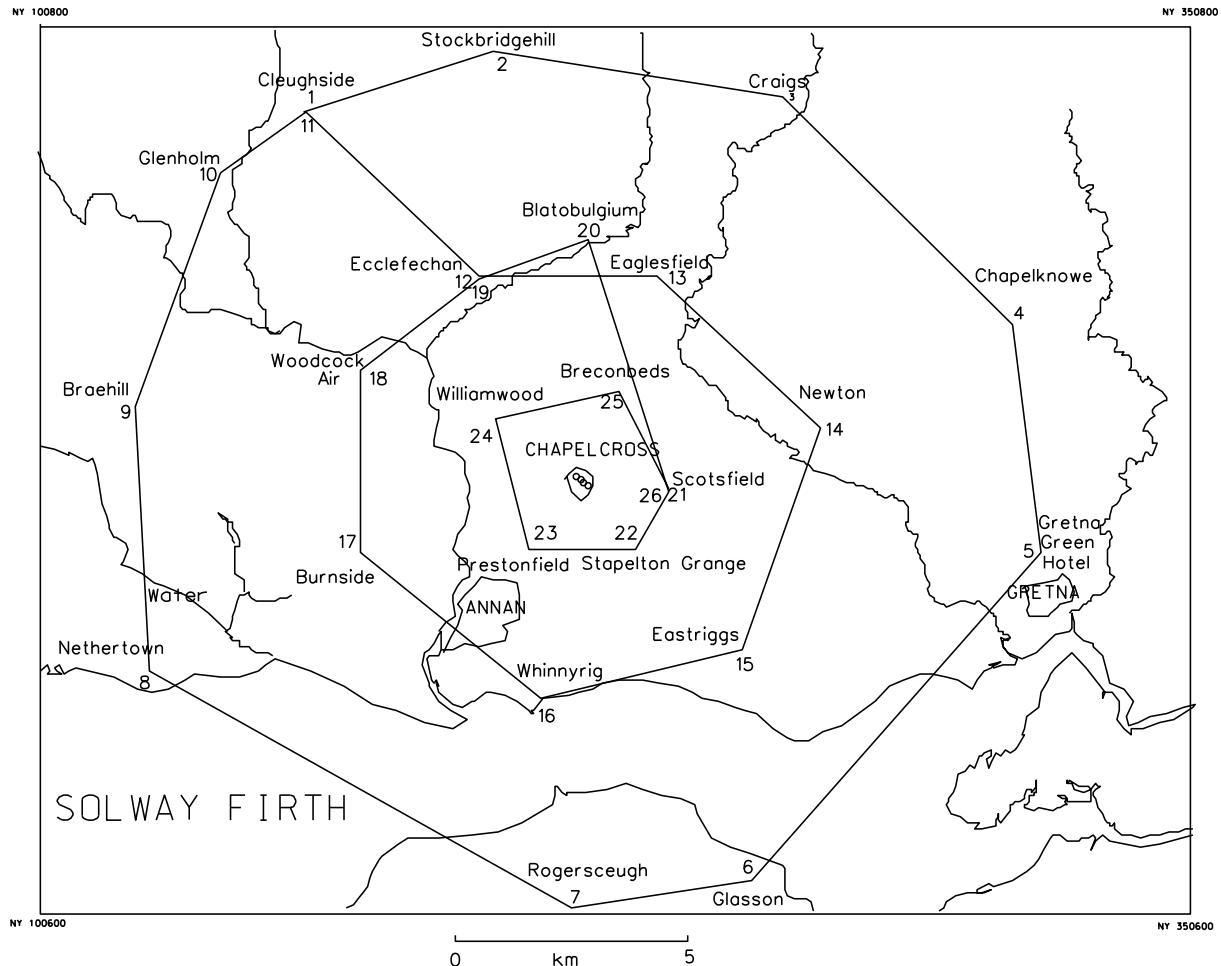 NY 100800
NY 350800
Stockbridgehill
2
Cleughside
1
11
Craigs
3
Glenholm
10
Blatobulgium
20
Ecclefechan
12
19
Eaglesfield
13
Chapelknowe
4
Woodcock
Air
18
Breconbeds
25
Braehill
9
Williamwood
24
Newton
14
CHAPELCROSS
Scotsfield
26 21
17
23
22
Gretna
5 Green
Hotel
Burnside
Prestonfield
Stapelton Grange
Water
ANNAN
GRETNA
Nethertown
8
Eastriggs
15
Whinnyrig
16
SOLWAY FIRTH
Rogersceugh
7
6
Glasson
NY 100600
NY 350600
0 km 5